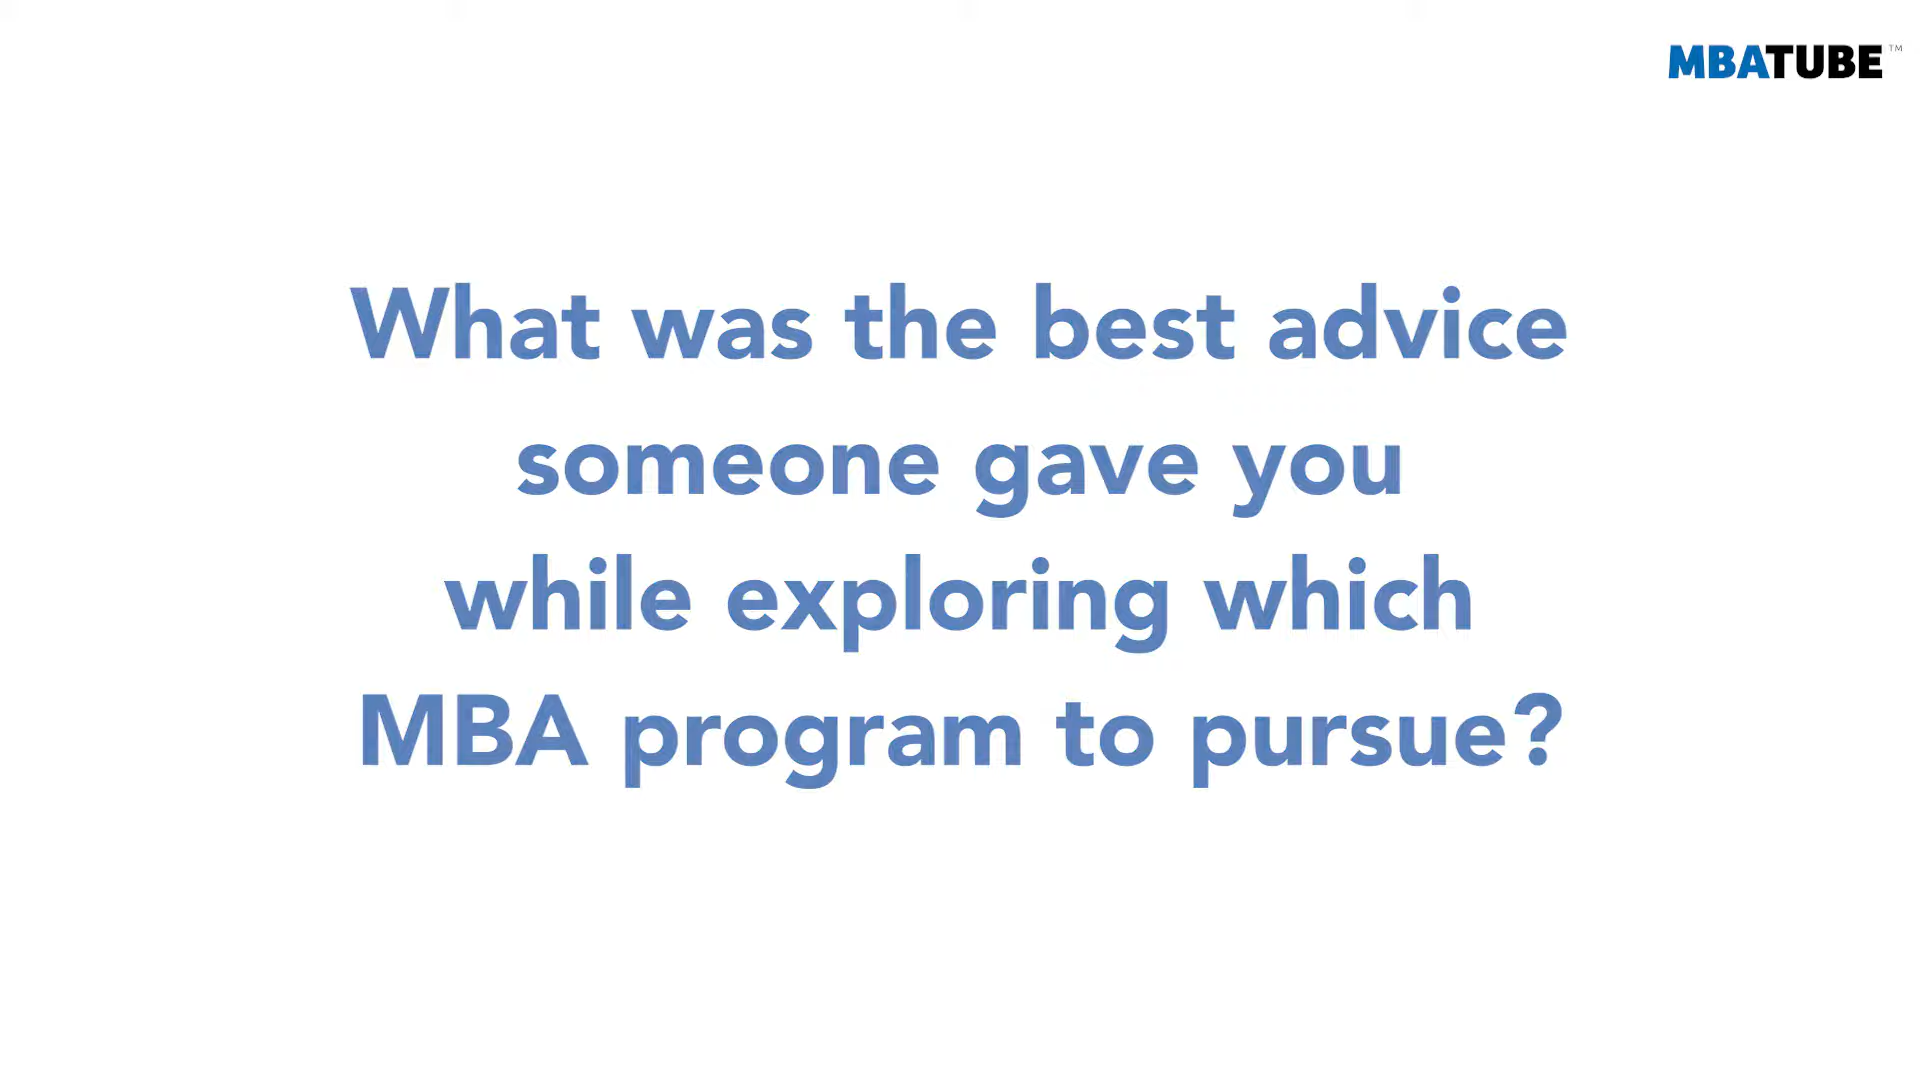 MBATUBE™
What was the best advice
someone gave you
while exploring which
MBA program to pursue?